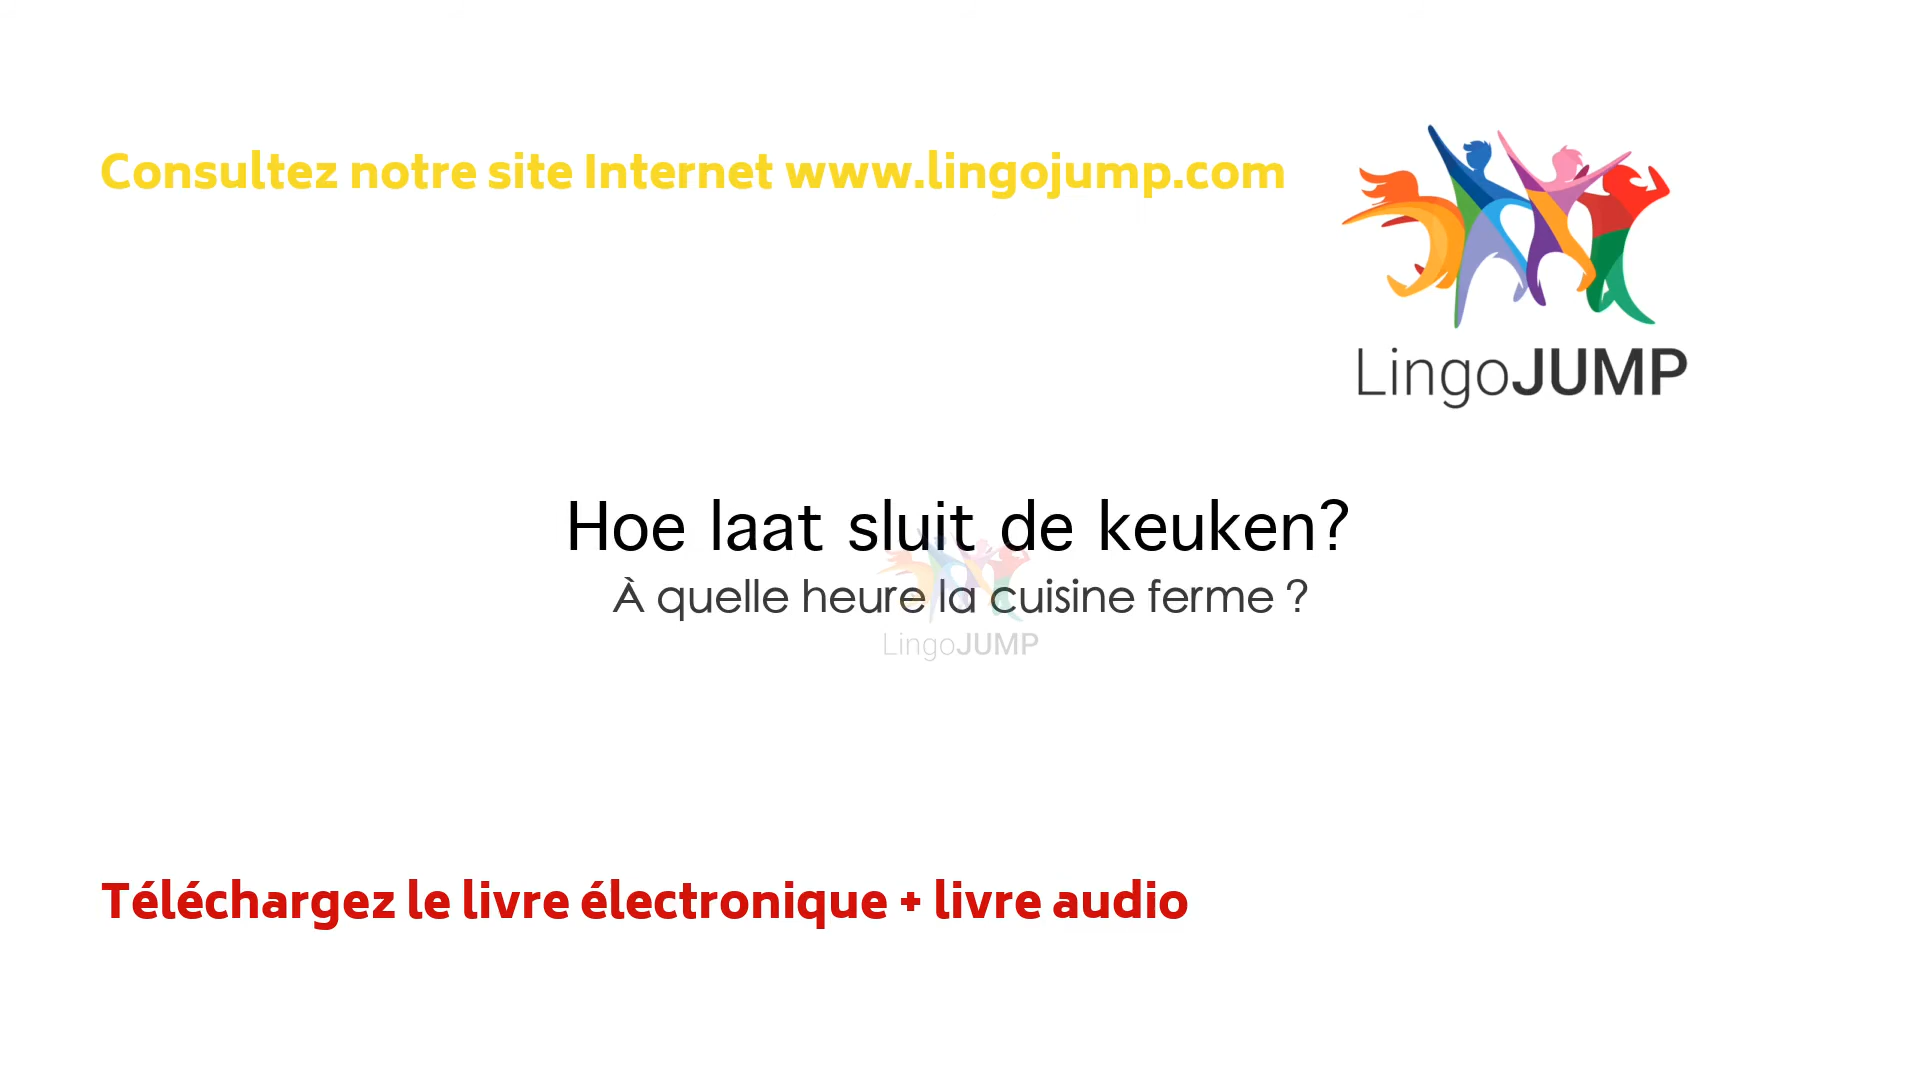 Consultez notre site Internet www.lingojump.com
LingoJUMP
Hoe laat sluit de keuken?
À quelle heure la cuisine ferme ?
LingoJUMP
Téléchargez le livre électronique + livre audio